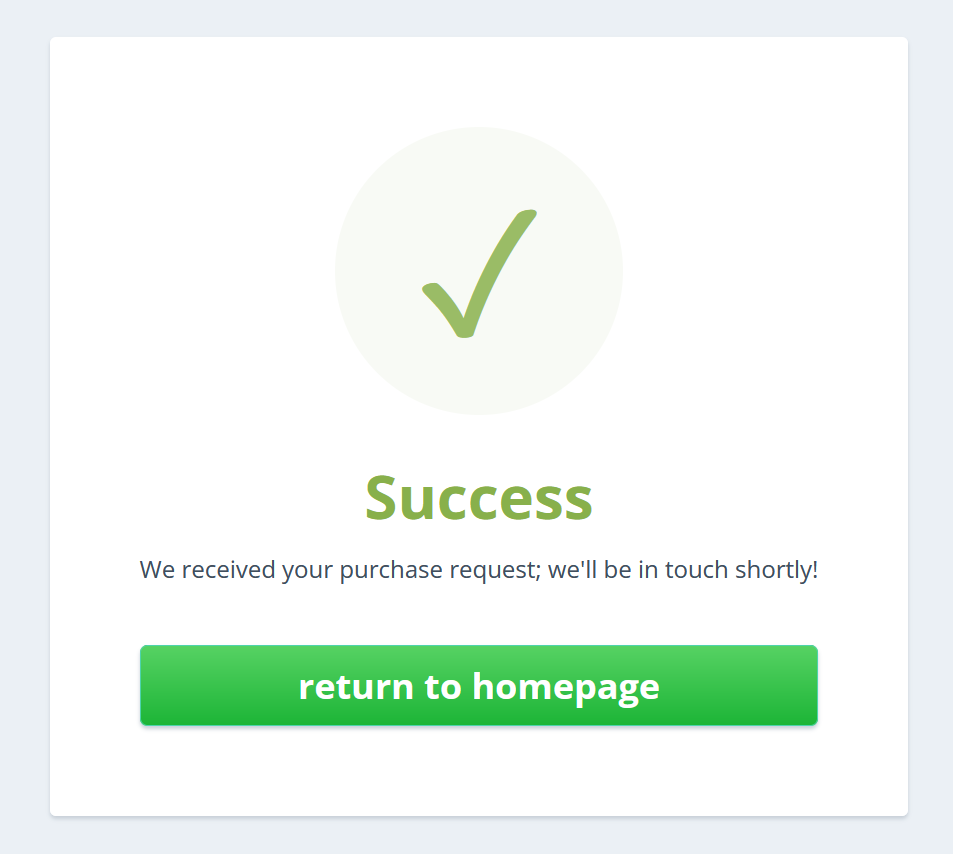 Success
We received your purchase request; we'll be in touch shortly!
return to homepage